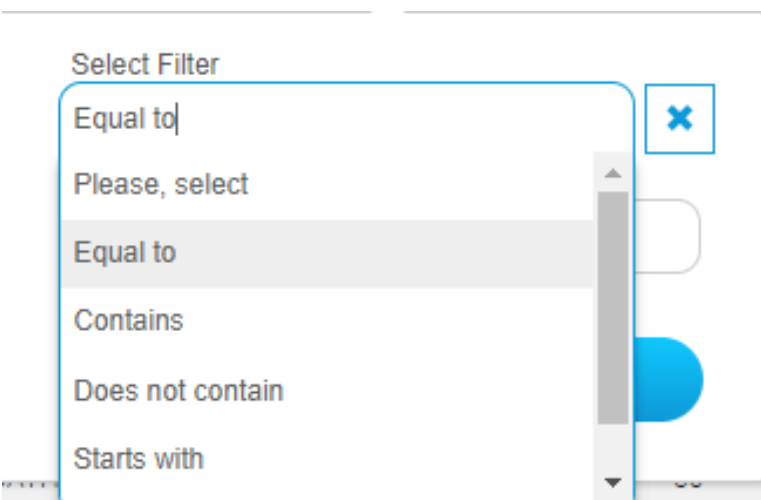 Select Filter
Equal to
Please, select
Equal to
Contains
Does not contain
Starts with